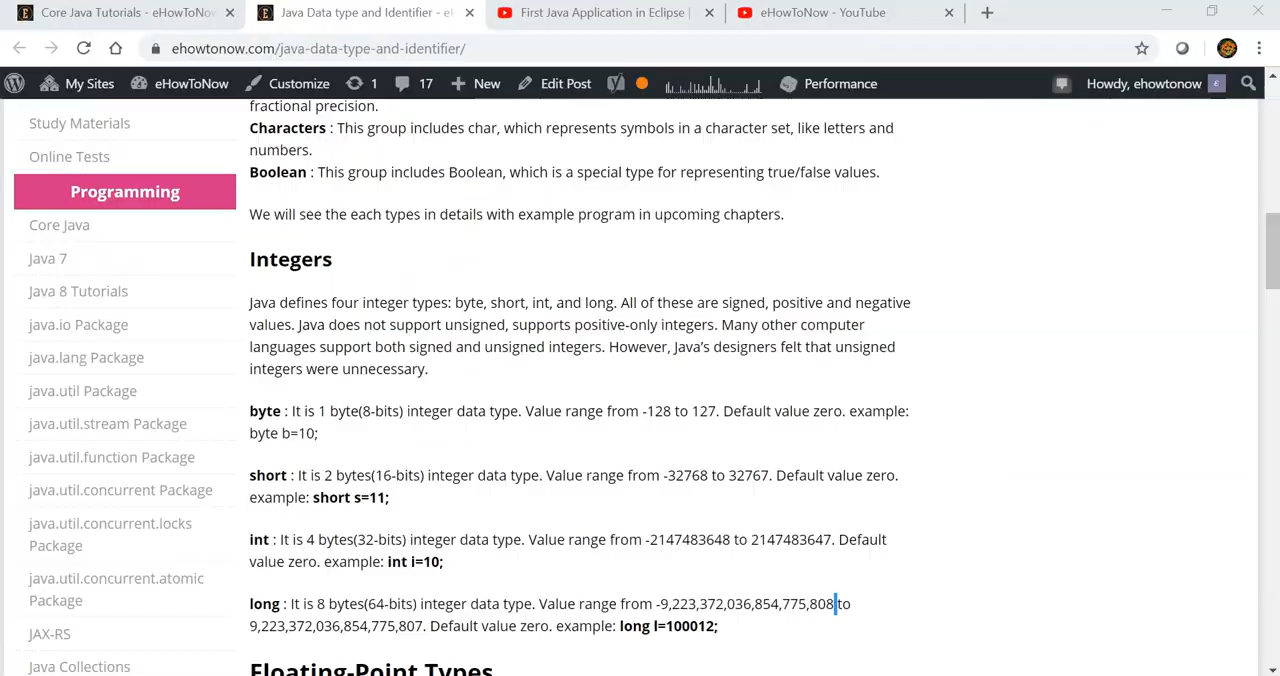 Core Java Tutorials - eHowToNo
Java Data type and Identifier - eH
First Java Application in Eclipse |
eHowToNow - YouTube
ehowtonow.com/java-data-type-and-identifier/
My Sites eHowToNow Customize 1 17 New Edit Post Performance Howdy, ehowtonow
fractional precision.
Study Materials
Characters : This group includes char, which represents symbols in a character set, like letters and
numbers.
Online Tests
Boolean : This group includes Boolean, which is a special type for representing true/false values.
Programming
We will see the each types in details with example program in upcoming chapters.
Core Java
Java 7
Integers
Java 8 Tutorials
Java defines four integer types: byte, short, int, and long. All of these are signed, positive and negative
java.io Package
values. Java does not support unsigned, supports positive-only integers. Many other computer
java.lang Package
languages support both signed and unsigned integers. However, Java’s designers felt that unsigned
integers were unnecessary.
java.util Package
byte : It is 1 byte(8-bits) integer data type. Value range from -128 to 127. Default value zero. example:
java.util.stream Package
byte b=10;
java.util.function Package
short : It is 2 bytes(16-bits) integer data type. Value range from -32768 to 32767. Default value zero.
java.util.concurrent Package
example: short s=11;
java.util.concurrent.locks
Package
int : It is 4 bytes(32-bits) integer data type. Value range from -2147483648 to 2147483647. Default
value zero. example: int i=10;
java.util.concurrent.atomic
Package
long : It is 8 bytes(64-bits) integer data type. Value range from -9,223,372,036,854,775,808 to
9,223,372,036,854,775,807. Default value zero. example: long l=100012;
JAX-RS
Java Collections
Floating-Point Types